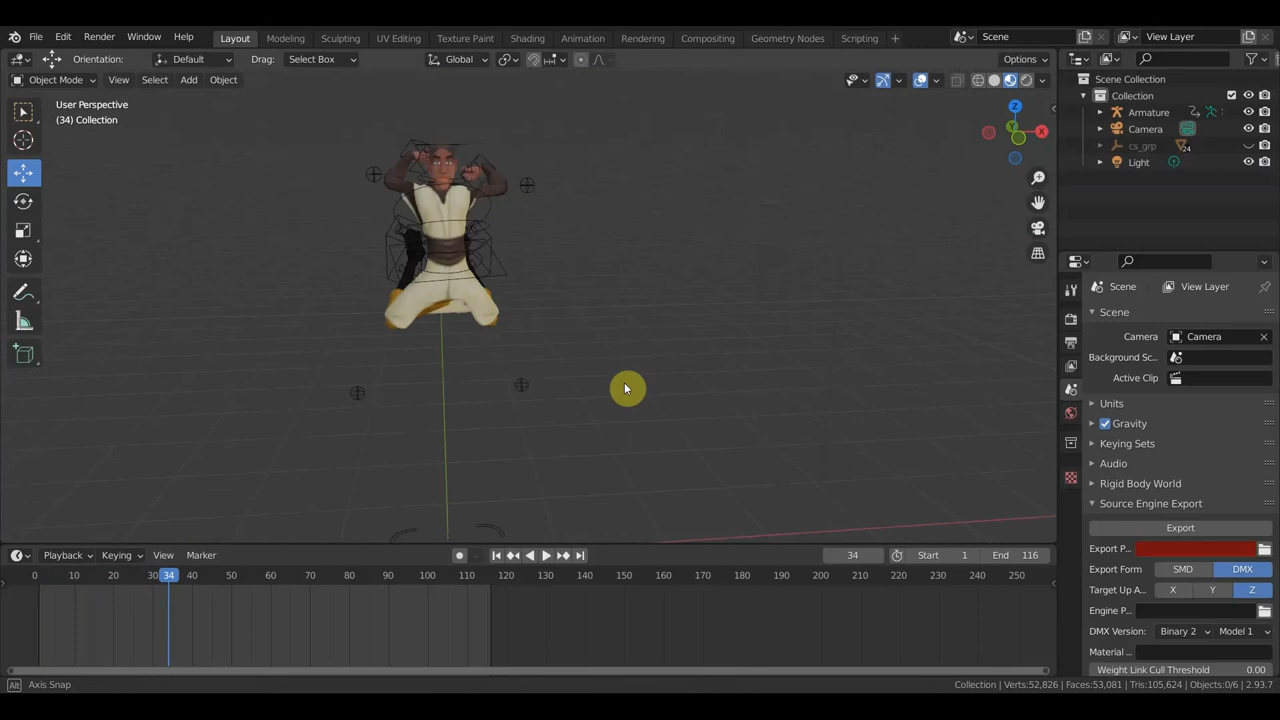 File Edit Render Window Help Layout Modeling Sculpting UV Editing Texture Paint Shading Animation Rendering Compositing Geometry Nodes Scripting + Scene View Layer
Orientation: Default Drag: Select Box Global Options
Object Mode View Select Add Object
User Perspective
(34) Collection
Z
Y
X
Scene Collection
Collection
Armature
Camera
cs_grp 24
Light
Scene View Layer
Scene
Camera Camera
Background Sc...
Active Clip
Units
Gravity
Keying Sets
Audio
Rigid Body World
Source Engine Export
Export
Export P...
Export Form SMD DMX
Target Up A... X Y Z
Engine P...
DMX Version: Binary 2 Model 1
Material ...
Weight Link Cull Threshold 0.00
Playback Keying View Marker 34 Start 1 End 116
0 10 20 30 34 40 50 60 70 80 90 100 110 120 130 140 150 160 170 180 190 200 210 220 230 240 250
Alt Axis Snap Collection | Verts:52,826 | Faces:53,081 | Tris:105,624 | Objects:0/6 | 2.93.7